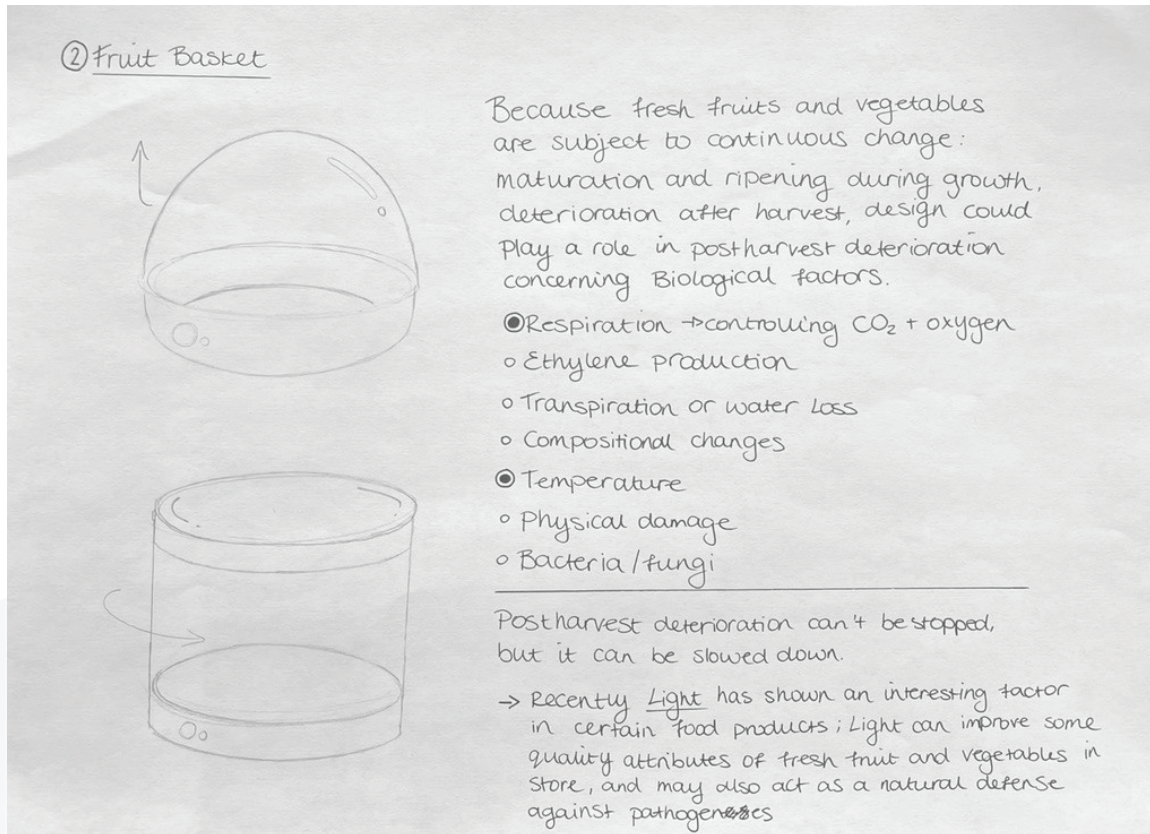 ② Fruit Basket
Because fresh fruits and vegetables
are subject to continuous change:
maturation and ripening during growth,
deterioration after harvest, design could
play a role in postharvest deterioration
concerning Biological factors.
◉ Respiration → controlling CO₂ + oxygen
○ Ethylene production
○ Transpiration or water Loss
○ Compositional changes
◉ Temperature
○ Physical damage
○ Bacteria/fungi
Postharvest deterioration can't be stopped,
but it can be slowed down.
→ Recently Light has shown an interesting factor
in certain food products; Light can improve some
quality attributes of fresh fruit and vegetables in
store, and may also act as a natural defense
against